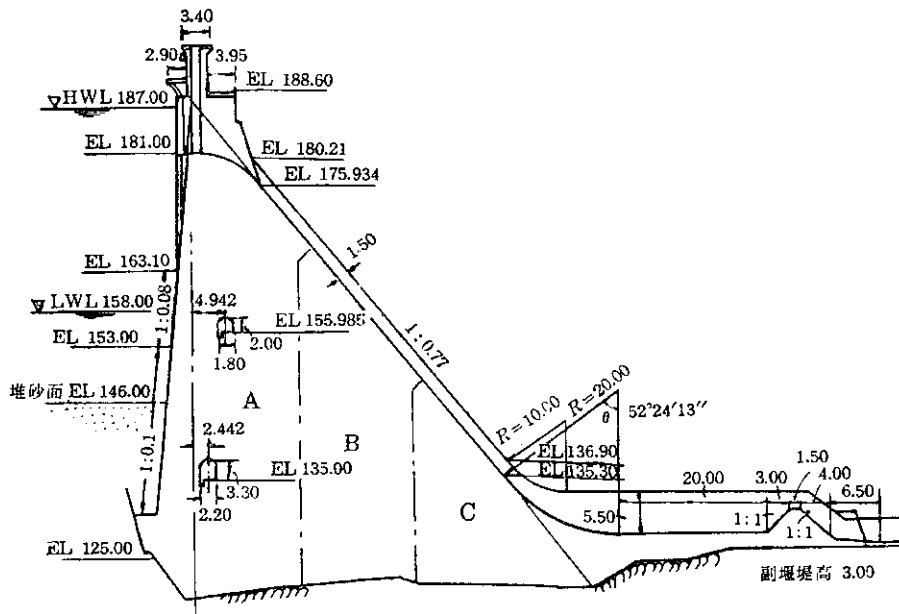 3.40
2.90
3.95
EL 188.60
HWL 187.00
EL 181.00
EL 180.21
EL 175.934
1.50
EL 163.10
1:0.08
LWL 158.00
4.942
EL 155.985
EL 153.00
2.00
1.80
1:0.77
堆砂面 EL 146.00
A
B
C
1:0.1
2.442
EL 135.00
3.30
2.20
EL 125.00
R=10.00
R=20.00
θ
52°24′13″
EL 136.90
EL 135.30
20.00
3.00
1.50
4.00
6.50
5.50
1:1
1:1
副堰堤高 3.00